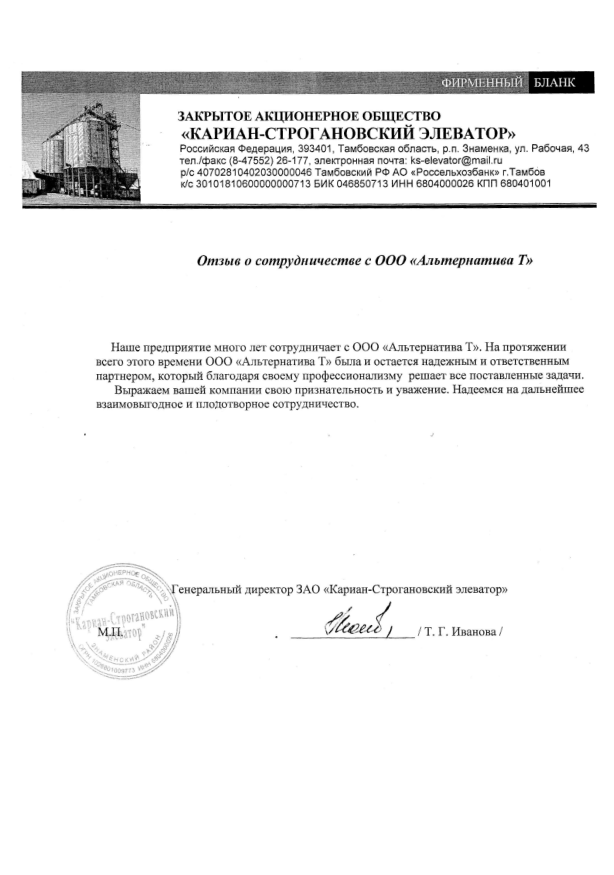 ФИРМЕННЫЙ БЛАНК
ЗАКРЫТОЕ АКЦИОНЕРНОЕ ОБЩЕСТВО
«КАРИАН-СТРОГАНОВСКИЙ ЭЛЕВАТОР»
Российская Федерация, 393401, Тамбовская область, р.п. Знаменка, ул. Рабочая, 43
тел./факс (8-47552) 26-177, электронная почта: ks-elevator@mail.ru
р/с 40702810402030000046 Тамбовский РФ АО «Россельхозбанк» г.Тамбов
к/с 30101810600000000713 БИК 046850713 ИНН 6804000026 КПП 680401001
Отзыв о сотрудничестве с ООО «Альтернатива Т»
Наше предприятие много лет сотрудничает с ООО «Альтернатива Т». На протяжении
всего этого времени ООО «Альтернатива Т» была и остается надежным и ответственным
партнером, который благодаря своему профессионализму решает все поставленные задачи.
Выражаем вашей компании свою признательность и уважение. Надеемся на дальнейшее
взаимовыгодное и плодотворное сотрудничество.
Генеральный директор ЗАО «Кариан-Строгановский элеватор»
М.П.
/ Т. Г. Иванова /
ЗАКРЫТОЕ АКЦИОНЕРНОЕ ОБЩЕСТВО
ТАМБОВСКАЯ ОБЛАСТЬ
"Кариан-Строгановский
элеватор"
ЗНАМЕНСКИЙ РАЙОН